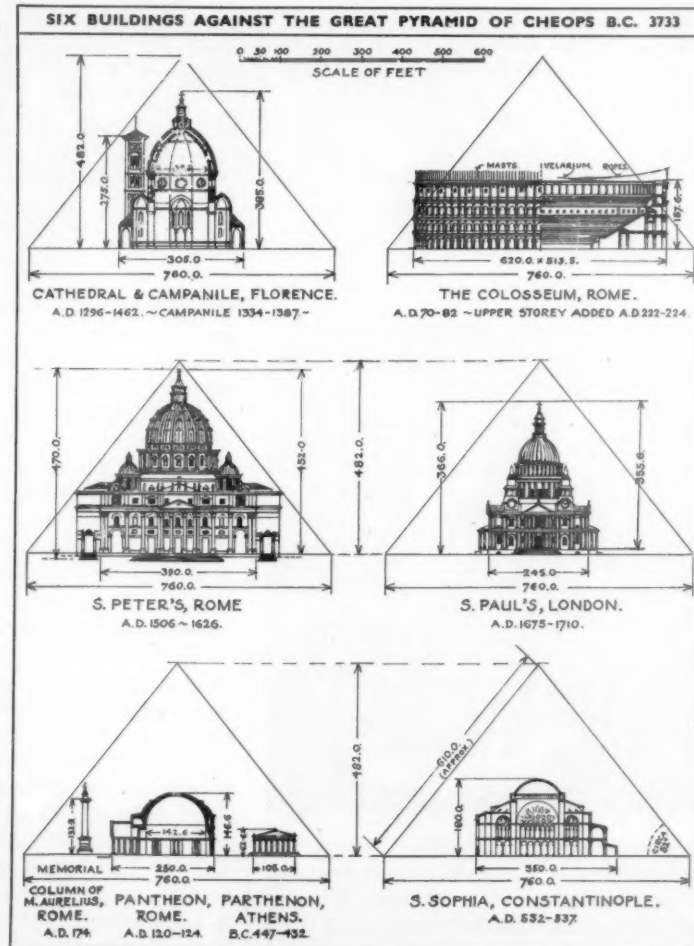 SIX BUILDINGS AGAINST THE GREAT PYRAMID OF CHEOPS B.C. 3733
0 50 100 200 300 400 500 600
SCALE OF FEET
482.0.
275.0.
385.0.
305.0
760.0.
CATHEDRAL & CAMPANILE, FLORENCE.
A.D. 1296-1462. ~ CAMPANILE 1334-1387. ~
MASTS. VELARIUM. ROPES.
157.6.
620.0. x 513.5.
760.0.
THE COLOSSEUM, ROME.
A.D. 70-82 ~ UPPER STOREY ADDED A.D. 222-224.
470.0.
452.0
482.0.
390.0.
760.0.
S. PETER'S, ROME
A.D. 1506 ~ 1626.
366.0.
355.6.
245.0.
760.0.
S. PAUL'S, LONDON.
A.D. 1675-1710.
482.0.
142.6.
146.6
250.0.
105.0.
760.0.
MEMORIAL
COLUMN OF
M. AURELIUS,
ROME.
A.D. 174.
PANTHEON,
ROME.
A.D. 120-124.
PARTHENON,
ATHENS.
B.C. 447-432.
610.0.
(APPROX.)
180.0.
CIRCA
52°
350.0.
760.0.
S. SOPHIA, CONSTANTINOPLE.
A.D. 532-537.